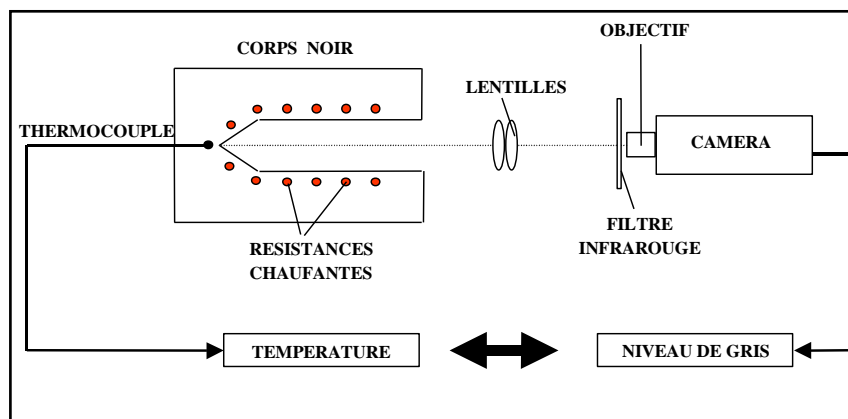 OBJECTIF
CORPS NOIR
LENTILLES
THERMOCOUPLE
CAMERA
FILTRE
INFRAROUGE
RESISTANCES
CHAUFANTES
TEMPERATURE
NIVEAU DE GRIS